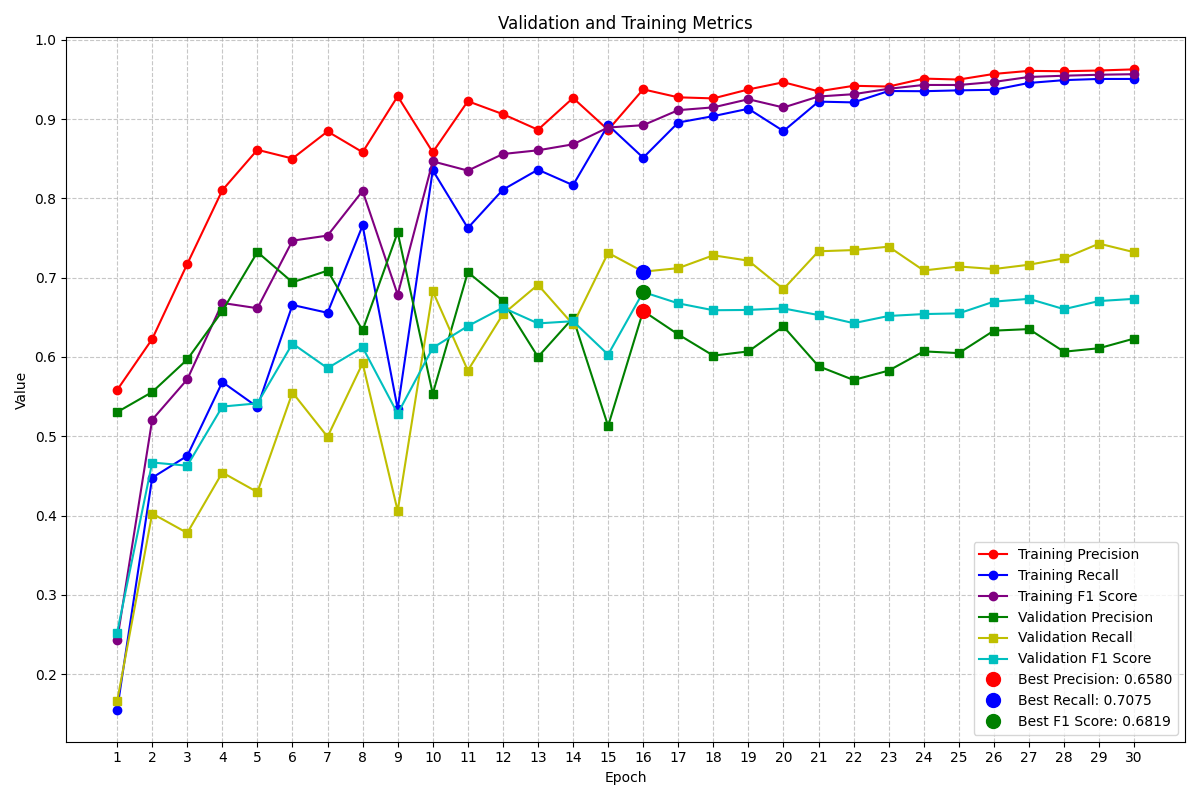 Validation and Training Metrics
1.0
0.9
0.8
0.7
0.6
0.5
0.4
0.3
0.2
Value
Training Precision
Training Recall
Training F1 Score
Validation Precision
Validation Recall
Validation F1 Score
Best Precision: 0.6580
Best Recall: 0.7075
Best F1 Score: 0.6819
1 2 3 4 5 6 7 8 9 10 11 12 13 14 15 16 17 18 19 20 21 22 23 24 25 26 27 28 29 30
Epoch